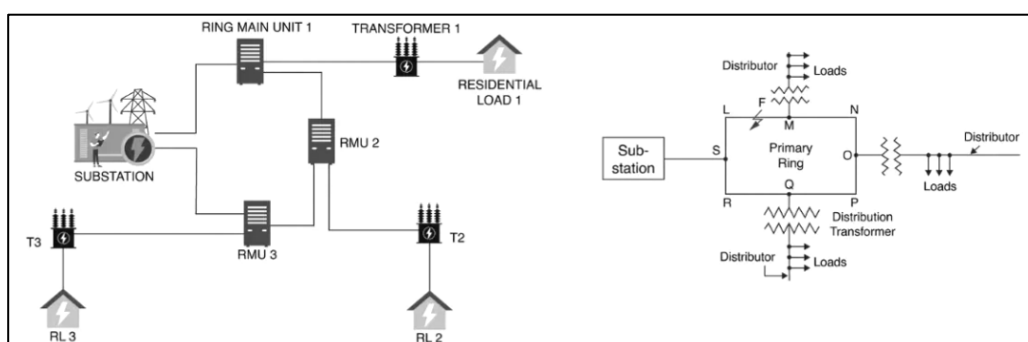 RING MAIN UNIT 1
TRANSFORMER 1
RESIDENTIAL
LOAD 1
RMU 2
SUBSTATION
T3
RMU 3
T2
RL 3
RL 2
Distributor
Loads
L
F
M
N
Distributor
Sub-
station
S
Primary
Ring
O
Loads
Q
R
P
Distribution
Transformer
Distributor
Loads